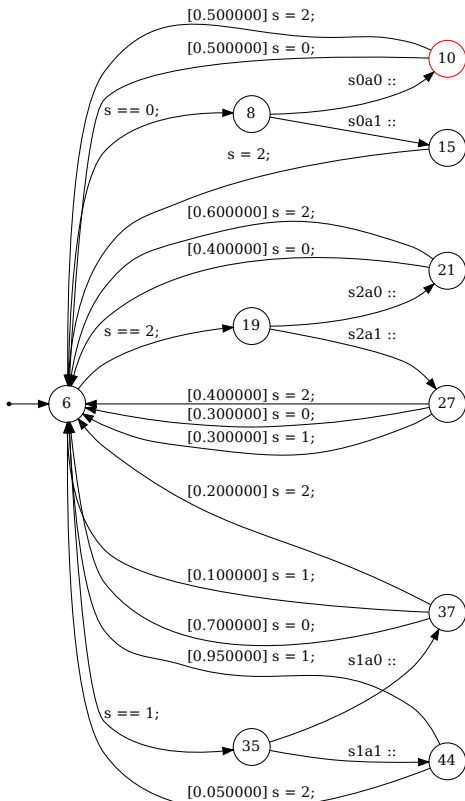 [0.500000] s = 2;
[0.500000] s = 0;
10
s0a0 ::
s == 0;
8
s0a1 ::
15
s = 2;
[0.600000] s = 2;
[0.400000] s = 0;
21
s2a0 ::
s == 2;
19
s2a1 ::
6
[0.400000] s = 2;
27
[0.300000] s = 0;
[0.300000] s = 1;
[0.200000] s = 2;
[0.100000] s = 1;
37
[0.700000] s = 0;
[0.950000] s = 1;
s1a0 ::
s == 1;
35
s1a1 ::
44
[0.050000] s = 2;